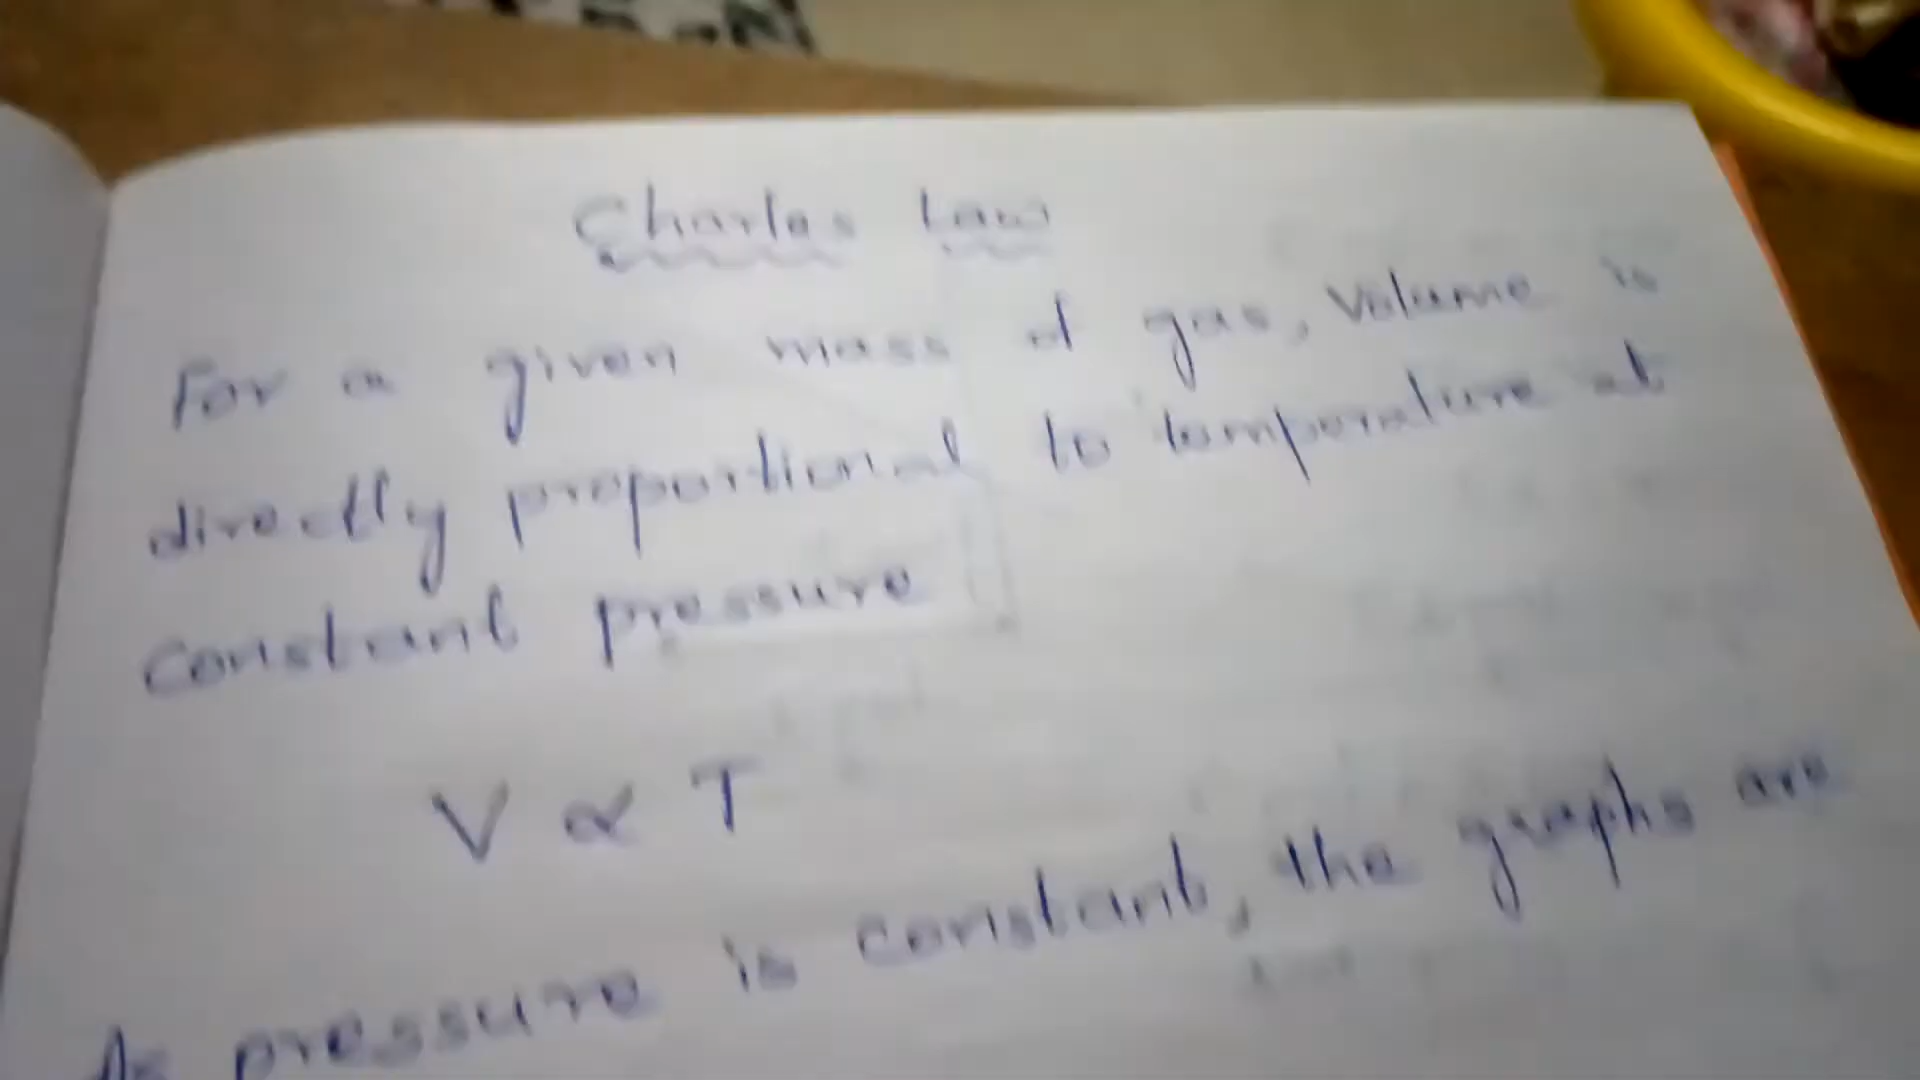 Charles Law
For a given mass of gas, Volume is
directly proportional to temperature at
constant pressure
V ∝ T
As pressure is constant, the graphs are